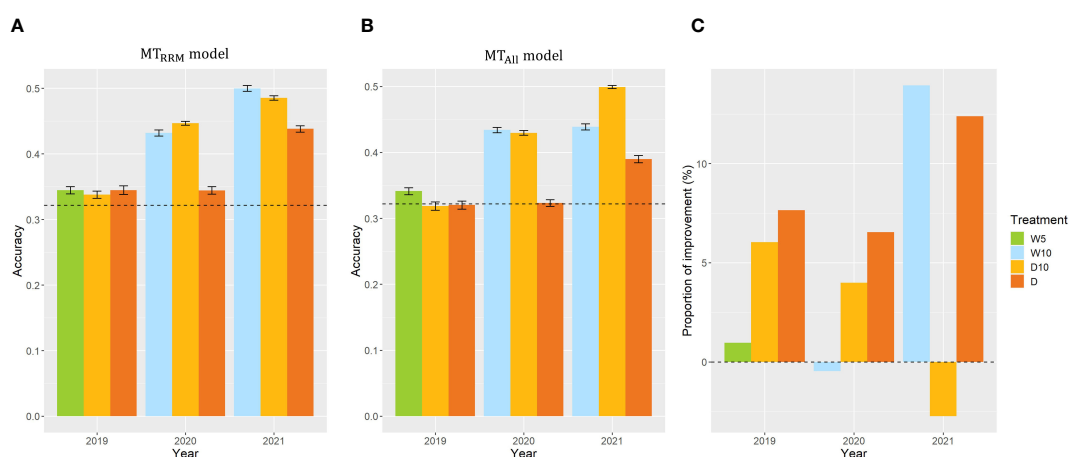 A
MT_RRM model
Accuracy
0.5
0.4
0.3
0.2
0.1
0.0
2019
2020
2021
Year
B
MT_All model
Accuracy
0.5
0.4
0.3
0.2
0.1
0.0
2019
2020
2021
Year
C
Proportion of improvement (%)
10
5
0
2019
2020
2021
Year
Treatment
W5
W10
D10
D